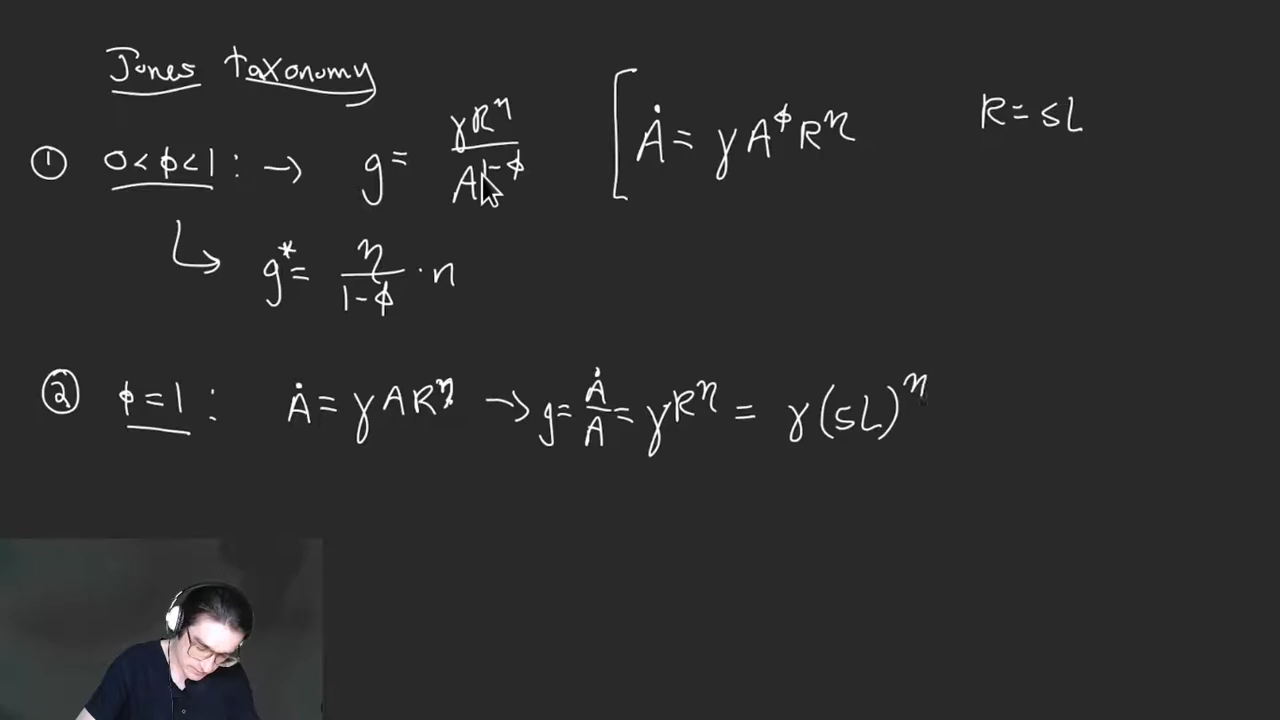 Jones taxonomy
① 0<ϕ<1: → g = γR^η / A^{1-ϕ} [ Ȧ = γA^ϕ R^η R = sL
↳ g* = η / 1-ϕ · n
② ϕ=1: Ȧ = γAR^η → g = Ȧ / A = γR^η = γ(sL)^η